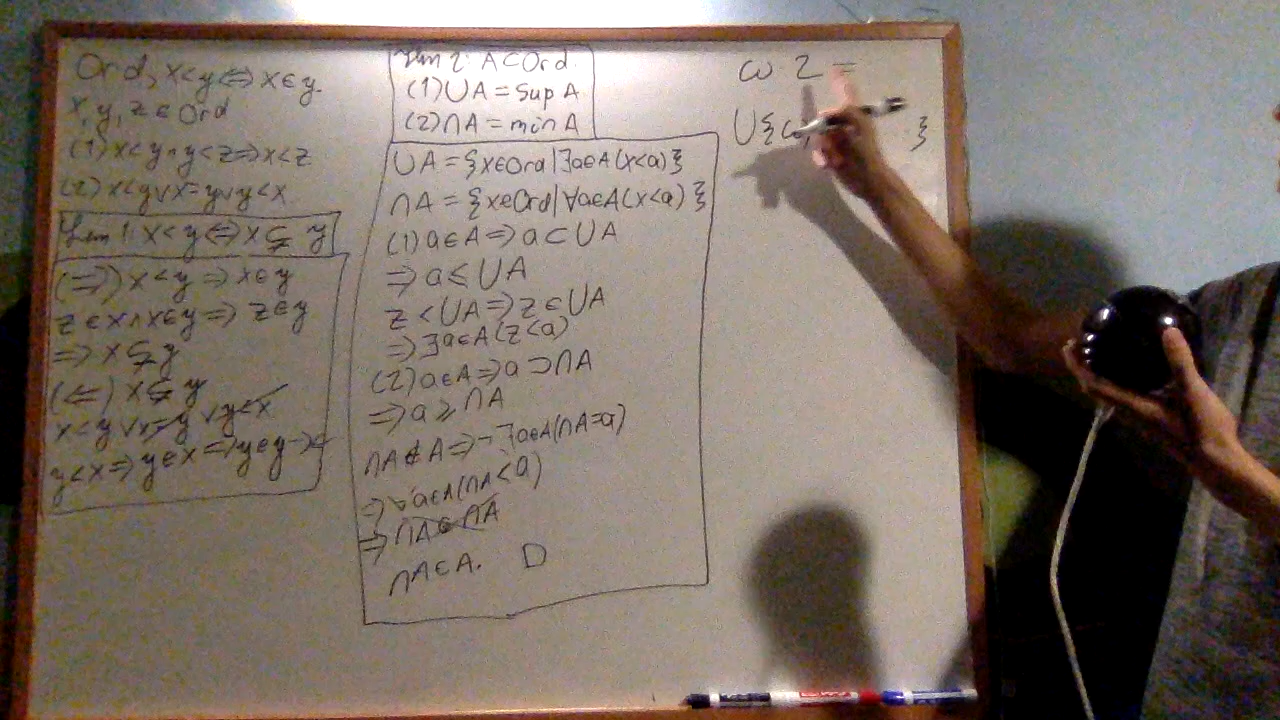 Ord, x<y⇔x∈y.
x, y, z ∈ Ord
(1) x<y∧y<z⇒x<z
(2) x<y∨x=y∨y<x.
Lem 1. x<y⇔x⊊y
(⇒) x<y⇒x∈y
z∈x∧x∈y⇒z∈y
⇒x⊊y
(⇐) x⊊y
x<y∨x=y∨y<x
y<x⇒y∈x⇒y∈y→←
Lem 2. A⊂Ord.
(1) ∪A = sup A
(2) ∩A = min A
∪A = {x∈Ord|∃a∈A(x<a)}
∩A = {x∈Ord|∀a∈A(x<a)}
(1) a∈A⇒a⊂∪A
⇒a≤∪A
z<∪A⇒z∈∪A
⇒∃a∈A(z<a)
(2) a∈A⇒a⊃∩A
⇒a≥∩A
∩A∉A⇒¬∃a∈A(∩A=a)
⇒∀a∈A(∩A<a)
⇒∩A∈∩A
∩A∈A. □
ω 2 =
∪{ω, }